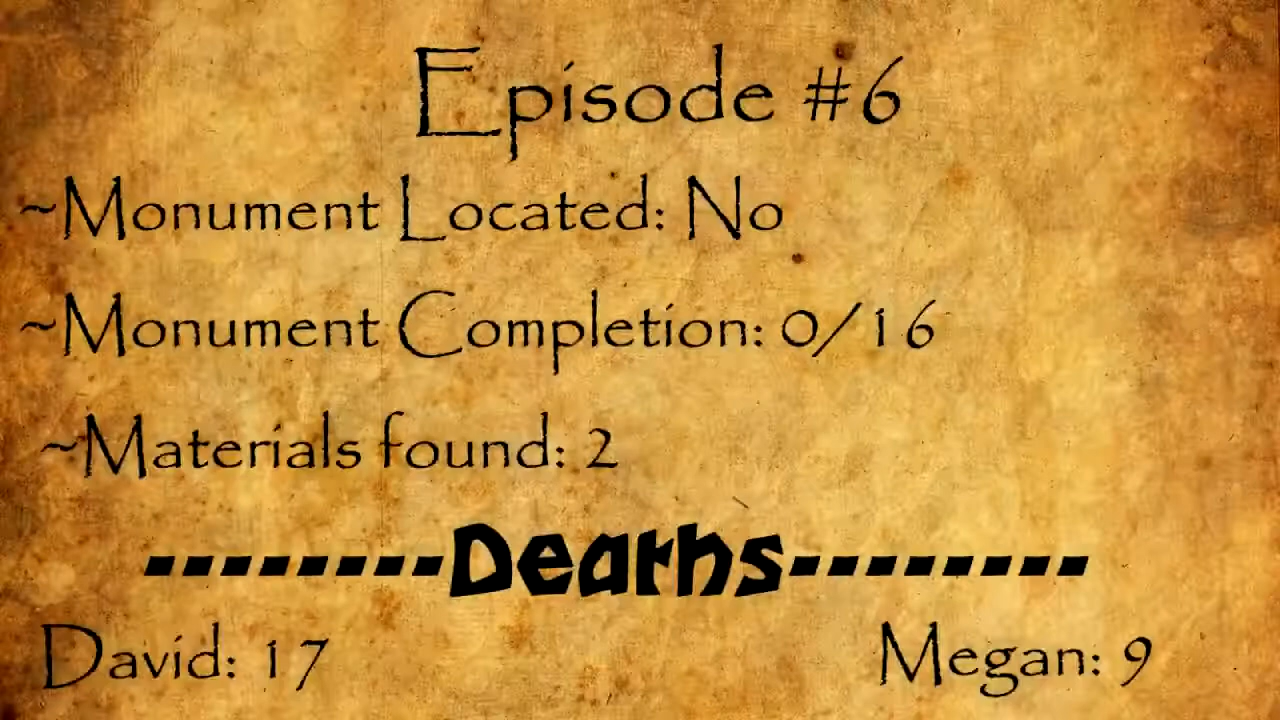 Episode #6
~Monument Located: No
~Monument Completion: 0/16
~Materials found: 2
--------Deaths--------
David: 17 Megan: 9